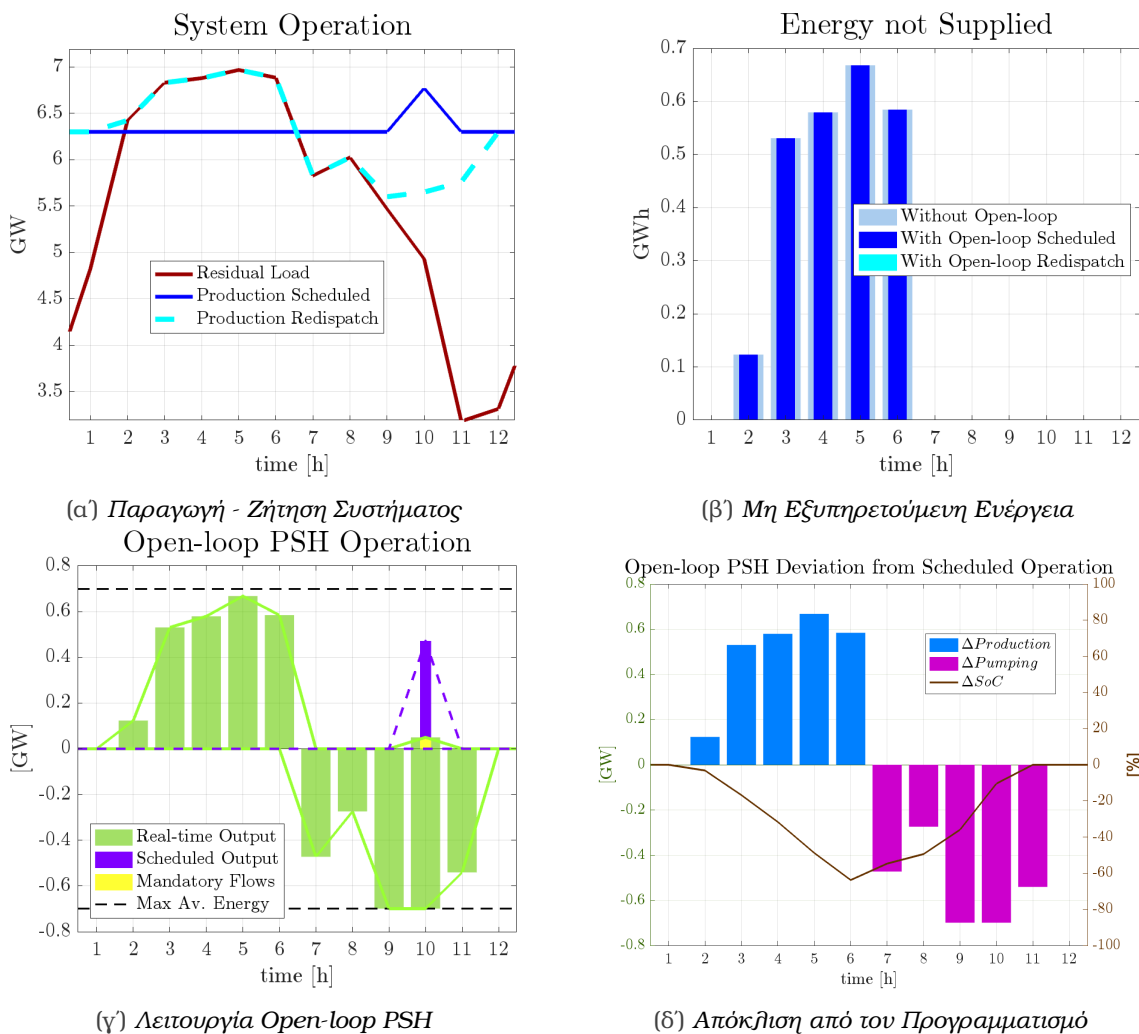 System Operation
7
6.5
6
5.5
5
4.5
4
3.5
GW
Residual Load
Production Scheduled
Production Redispatch
1 2 3 4 5 6 7 8 9 10 11 12
time [h]
(α΄) Παραγωγή - Ζήτηση Συστήματος
Energy not Supplied
0.7
0.6
0.5
0.4
0.3
0.2
0.1
0
GWh
Without Open-loop
With Open-loop Scheduled
With Open-loop Redispatch
1 2 3 4 5 6 7 8 9 10 11 12
time [h]
(β΄) Μη Εξυπηρετούμενη Ενέργεια
Open-loop PSH Operation
0.8
0.6
0.4
0.2
0
-0.2
-0.4
-0.6
-0.8
[GW]
Real-time Output
Scheduled Output
Mandatory Flows
Max Av. Energy
1 2 3 4 5 6 7 8 9 10 11 12
time [h]
(γ΄) Λειτουργία Open-loop PSH
Open-loop PSH Deviation from Scheduled Operation
0.8
0.6
0.4
0.2
0
-0.2
-0.4
-0.6
-0.8
[GW]
ΔProduction
ΔPumping
ΔSoC
100
80
60
40
20
0
-20
-40
-60
-80
-100
[%]
1 2 3 4 5 6 7 8 9 10 11 12
time [h]
(δ΄) Απόκλιση από τον Προγραμματισμό